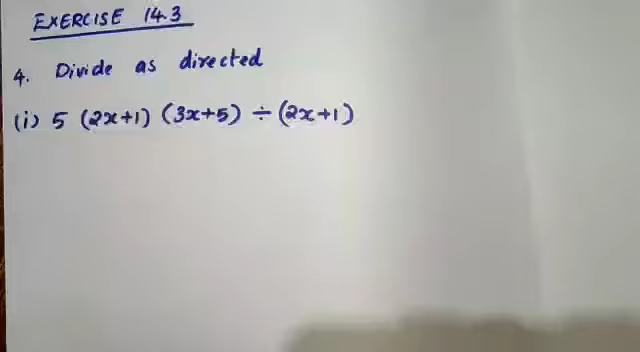 EXERCISE 14.3
4. Divide as directed
(i) 5 (2x+1) (3x+5) ÷ (2x+1)